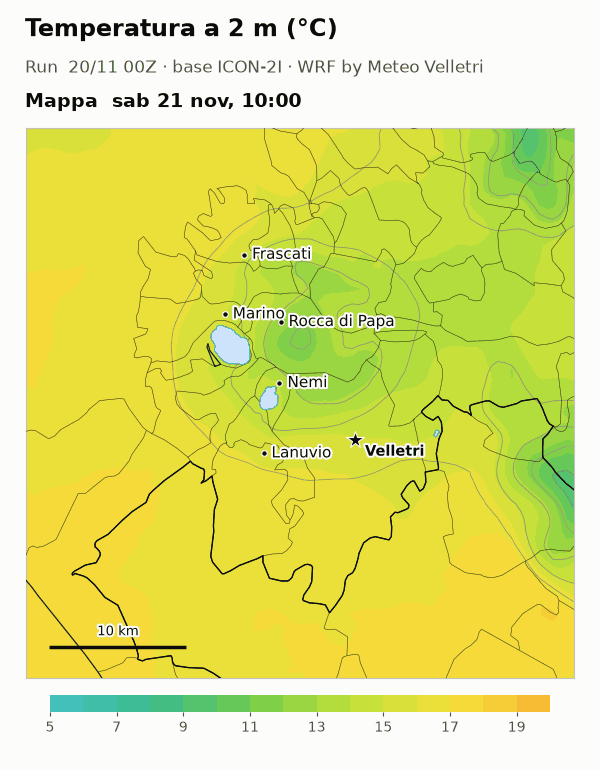 Temperatura a 2 m (°C)
Run  20/11 00Z · base ICON-2I · WRF by Meteo Velletri
Mappa  sab 21 nov, 10:00
Frascati
Marino
Rocca di Papa
Nemi
Velletri
Lanuvio
10 km
5 7 9 11 13 15 17 19